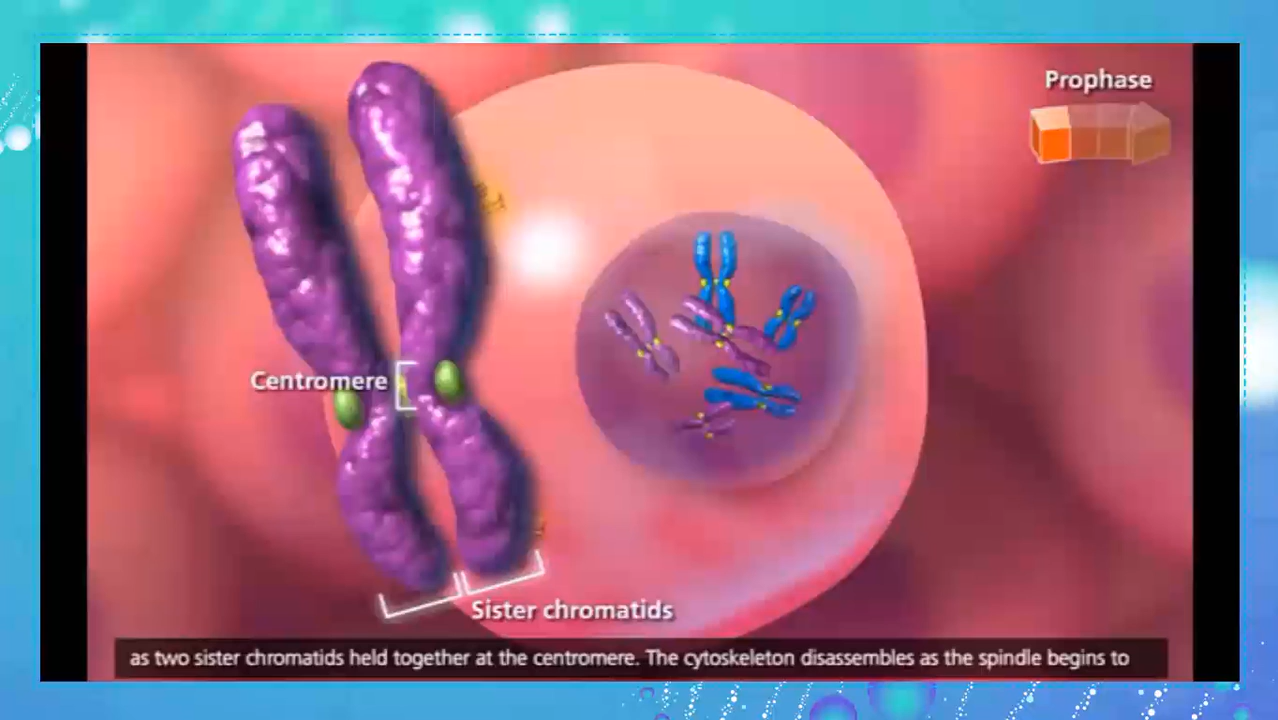 Prophase
Centromere
Sister chromatids
as two sister chromatids held together at the centromere. The cytoskeleton disassembles as the spindle begins to